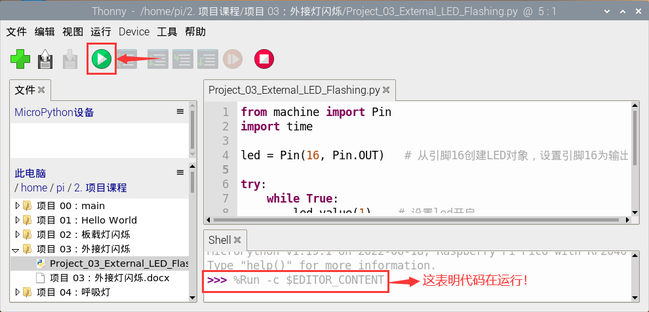 Thonny - /home/pi/2. 项目课程/项目 03：外接灯闪烁/Project_03_External_LED_Flashing.py @ 5 : 1
文件 编辑 视图 运行 Device 工具 帮助
文件
MicroPython设备
此电脑
/ home / pi / 2. 项目课程
项目 00：main
项目 01：Hello World
项目 02：板载灯闪烁
项目 03：外接灯闪烁
Project_03_External_LED_Flas
项目 03：外接灯闪烁.docx
项目 04：呼吸灯
Project_03_External_LED_Flashing.py
1 from machine import Pin
2 import time
3
4 led = Pin(16, Pin.OUT) # 从引脚16创建LED对象，设置引脚16为输出
5
6 try:
7 while True:
8 led.value(1) # 设置led开启
Shell
MicroPython v1.19.1 on 2022-06-18; Raspberry Pi Pico with RP2040
Type "help()" for more information.
>>> %Run -c $EDITOR_CONTENT
这表明代码在运行！